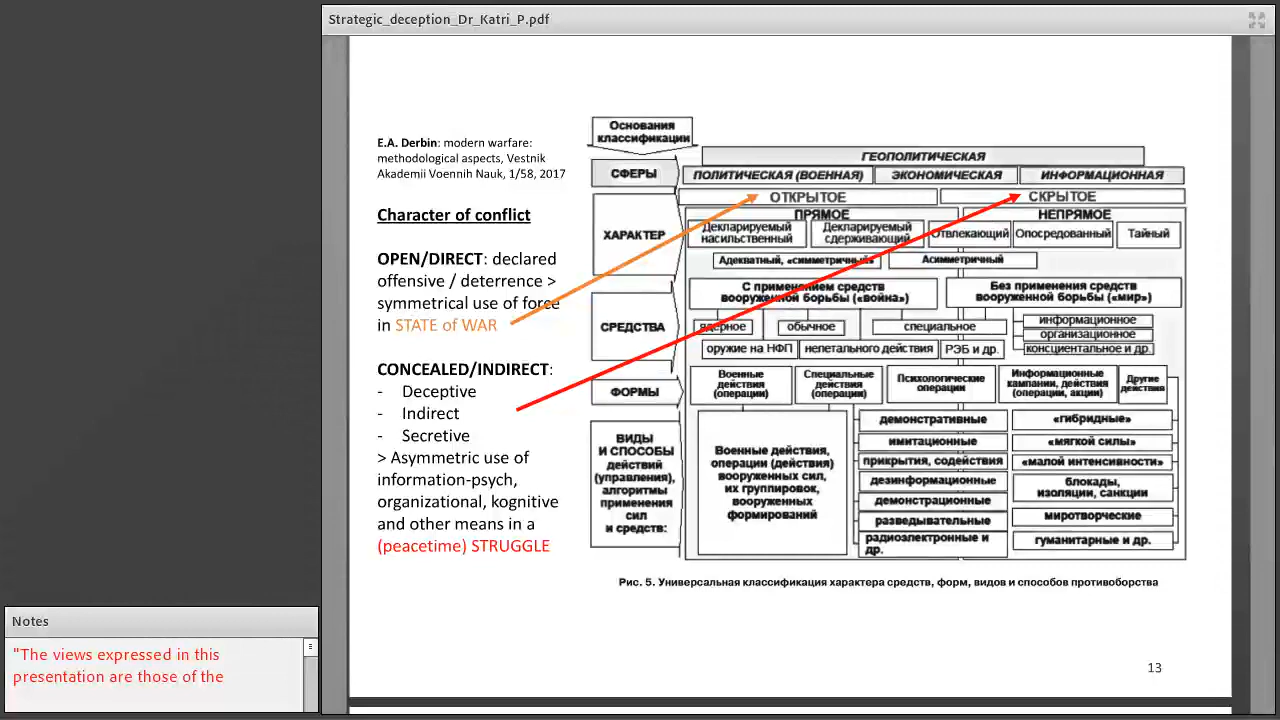 Strategic_deception_Dr_Katri_P.pdf
E.A. Derbin: modern warfare:
methodological aspects, Vestnik
Akademii Voennih Nauk, 1/58, 2017
Character of conflict
OPEN/DIRECT: declared
offensive / deterrence >
symmetrical use of force
in STATE of WAR
CONCEALED/INDIRECT:
- Deceptive
- Indirect
- Secretive
> Asymmetric use of
information-psych,
organizational, kognitive
and other means in a
(peacetime) STRUGGLE
Основания
классификации
ГЕОПОЛИТИЧЕСКАЯ
СФЕРЫ
ПОЛИТИЧЕСКАЯ (ВОЕННАЯ)
ЭКОНОМИЧЕСКАЯ
ИНФОРМАЦИОННАЯ
ХАРАКТЕР
ОТКРЫТОЕ
СКРЫТОЕ
ПРЯМОЕ
НЕПРЯМОЕ
Декларируемый
насильственный
Декларируемый
сдерживающий
Отвлекающий
Опосредованный
Тайный
Адекватный, «симметричный»
Асимметричный
СРЕДСТВА
С применением средств
вооруженной борьбы («война»)
Без применения средств
вооруженной борьбы («мир»)
ядерное
обычное
специальное
оружие на НФП
нелетального действия
РЭБ и др.
информационное
организационное
консциентальное и др.
ФОРМЫ
Военные
действия
(операции)
Специальные
действия
(операции)
Психологические
операции
Информационные
кампании, действия
(операции, акции)
Другие
действия
ВИДЫ
И СПОСОБЫ
действий
(управления),
алгоритмы
применения
сил
и средств:
Военные действия,
операции (действия)
вооруженных сил,
их группировок,
вооруженных
формирований
демонстративные
имитационные
прикрытия, содействия
дезинформационные
демонстрационные
разведывательные
радиоэлектронные и
др.
«гибридные»
«мягкой силы»
«малой интенсивности»
блокады,
изоляции, санкции
миротворческие
гуманитарные и др.
Рис. 5. Универсальная классификация характера средств, форм, видов и способов противоборства
13
Notes
"The views expressed in this
presentation are those of the